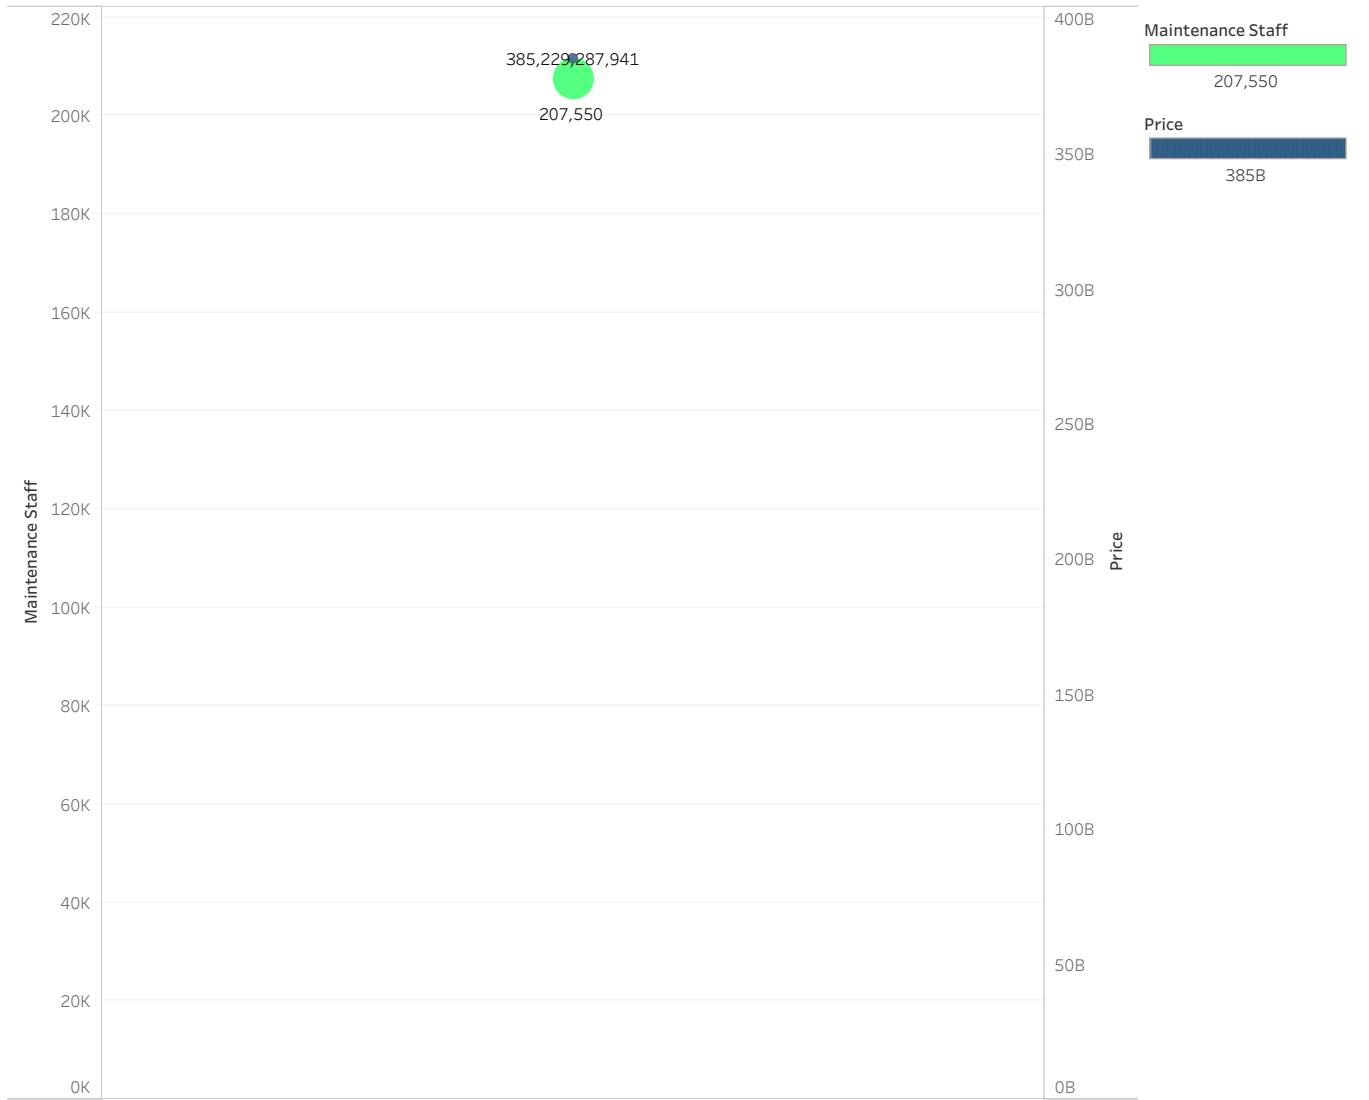 220K
200K
180K
160K
140K
120K
100K
80K
60K
40K
20K
0K
Maintenance Staff
385,229,287,941
207,550
400B
350B
300B
250B
200B
150B
100B
50B
0B
Price
Maintenance Staff
207,550
Price
385B